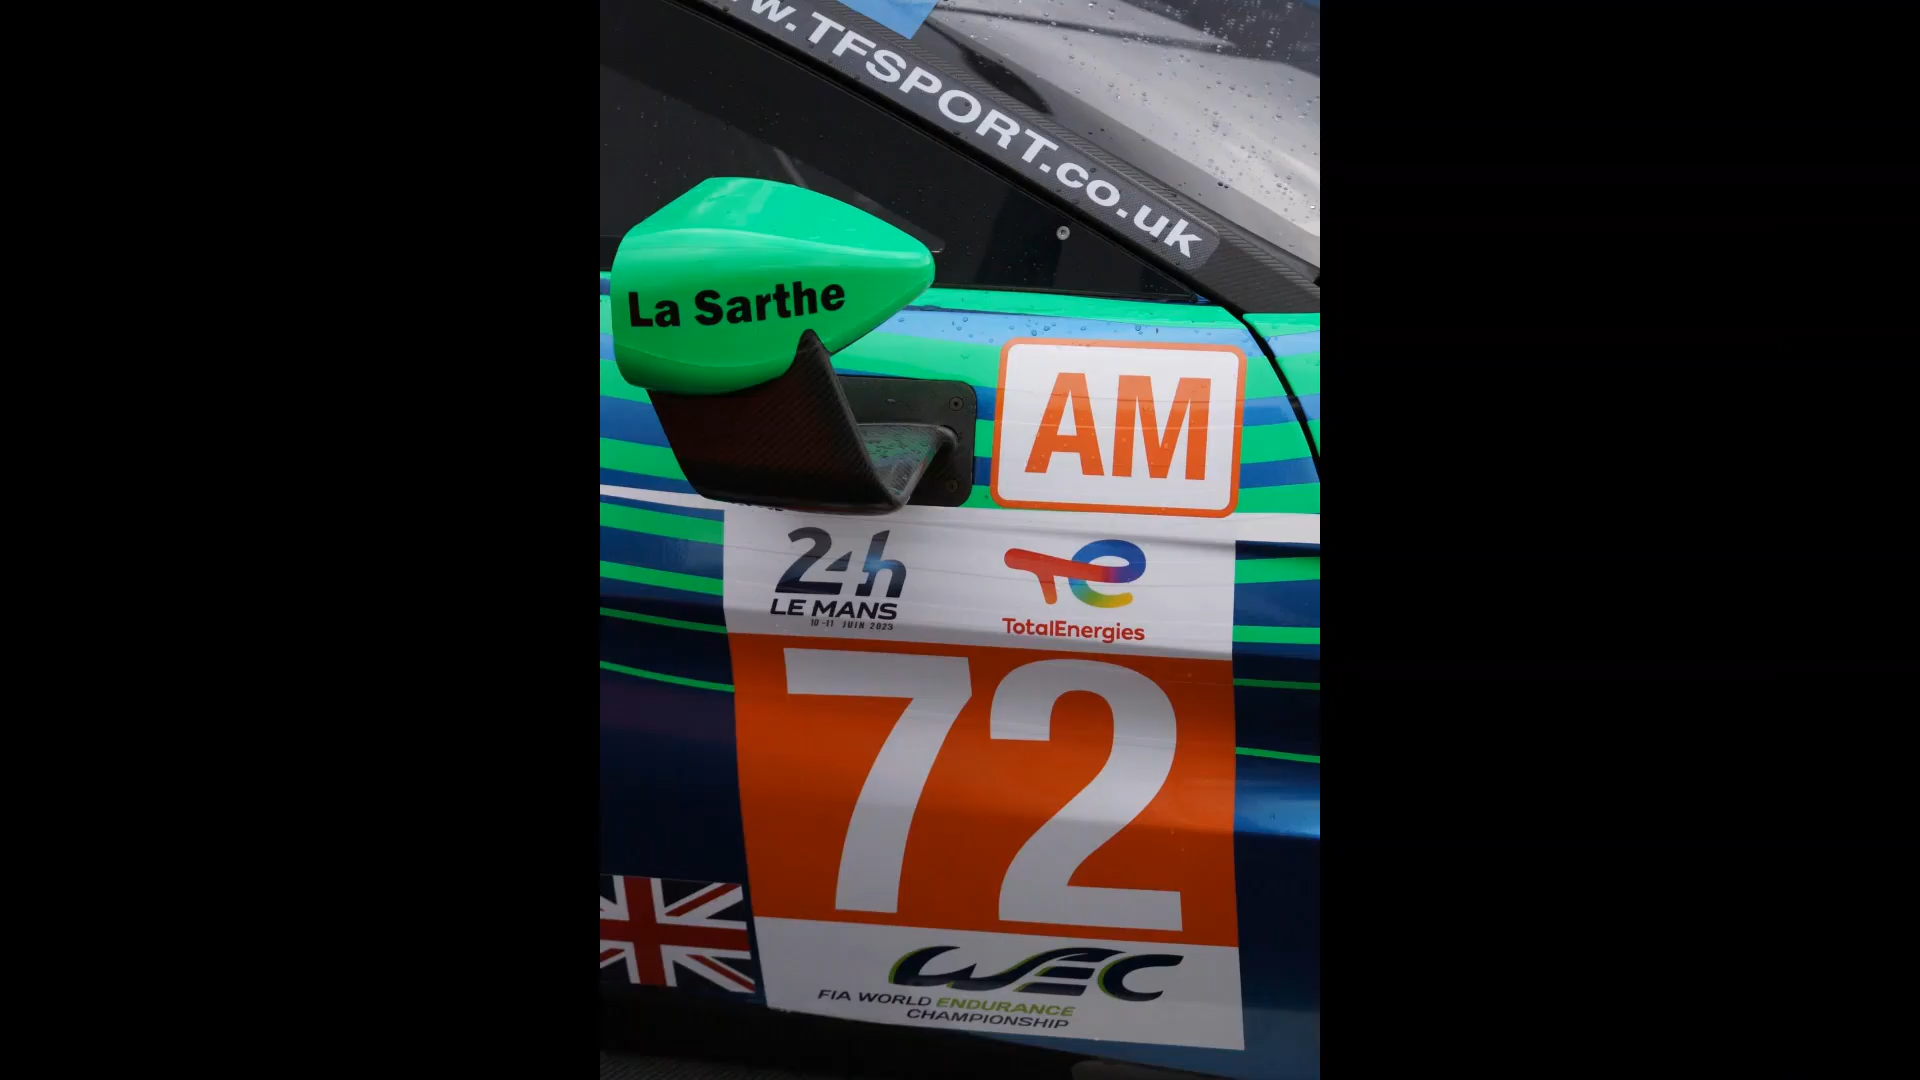 w.TFSPORT.co.uk
La Sarthe
AM
24h
LE MANS
10-11 JUIN 2023
TotalEnergies
72
WEC
FIA WORLD ENDURANCE
CHAMPIONSHIP